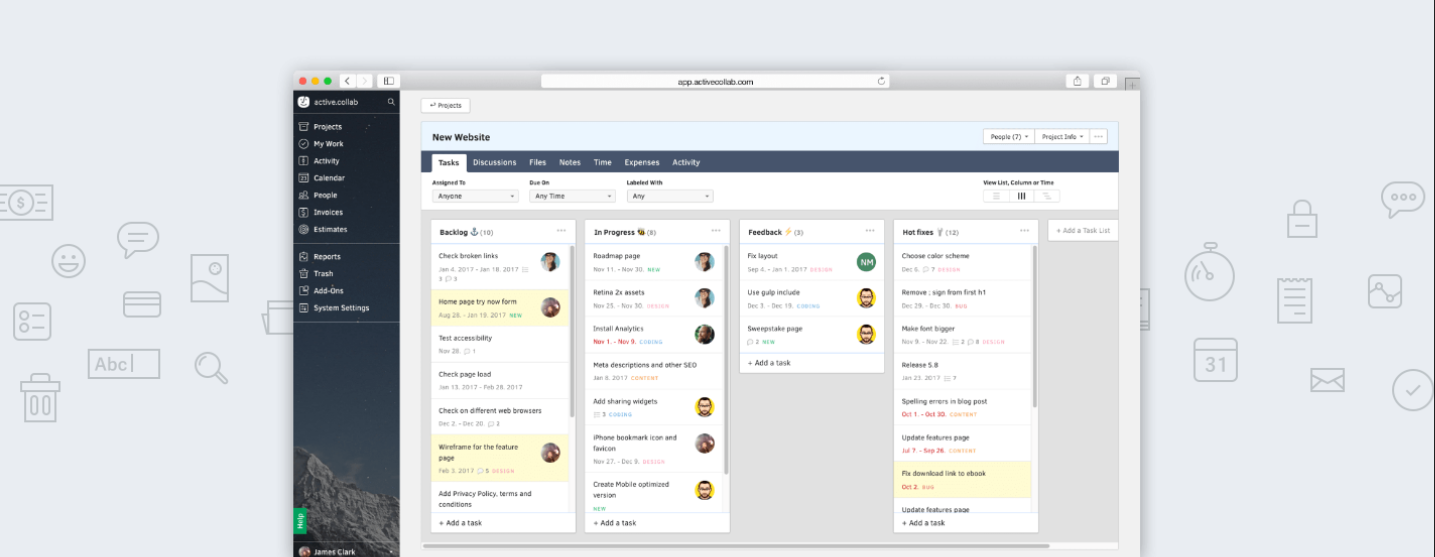 app.activecollab.com
active.collab
Projects
My Work
Activity
Calendar
People
Invoices
Estimates
Reports
Trash
Add-Ons
System Settings
Help
James Clark
Projects
New Website
People (7)
Project Info
Tasks
Discussions
Files
Notes
Time
Expenses
Activity
Assigned To
Anyone
Due On
Any Time
Labeled With
Any
View List, Column or Time
Backlog (10)
Check broken links
Jan 4. 2017 - Jan 18. 2017
3 3
Home page try now form
Aug 28. - Jan 19. 2017 NEW
Test accessibility
Nov 28. 1
Check page load
Jan 13. 2017 - Feb 28. 2017
Check on different web browsers
Dec 2. - Dec 20. 2
Wireframe for the feature
page
Feb 3. 2017 5 DESIGN
Add Privacy Policy, terms and
conditions
+ Add a task
In Progress (8)
Roadmap page
Nov 11. - Nov 30. NEW
Retina 2x assets
Nov 25. - Nov 30. DESIGN
Install Analytics
Nov 1. - Nov 9. CODING
Meta descriptions and other SEO
Jan 6. 2017 CONTENT
Add sharing widgets
3 CODING
iPhone bookmark icon and
favicon
Nov 27. - Dec 9. DESIGN
Create Mobile optimized
version
NEW
+ Add a task
Feedback (3)
Fix layout
Sep 4. - Jan 1. 2017 DESIGN
NM
Use gulp include
Dec 3. - Dec 19. CODING
Sweepstake page
2 NEW
+ Add a task
Hot fixes (12)
Choose color scheme
Dec 6. 7 DESIGN
Remove ; sign from first h1
Dec 29. - Dec 30. BUG
Make font bigger
Nov 9. - Nov 22. 2 8 DESIGN
Release 5.8
Jan 23. 2017 7
Spelling errors in blog post
Oct 1. - Oct 30. CONTENT
Update features page
Jul 7. - Sep 26. CONTENT
Fix download link to ebook
Oct 2. BUG
Update features page
+ Add a task
+ Add a Task List
Abc
31